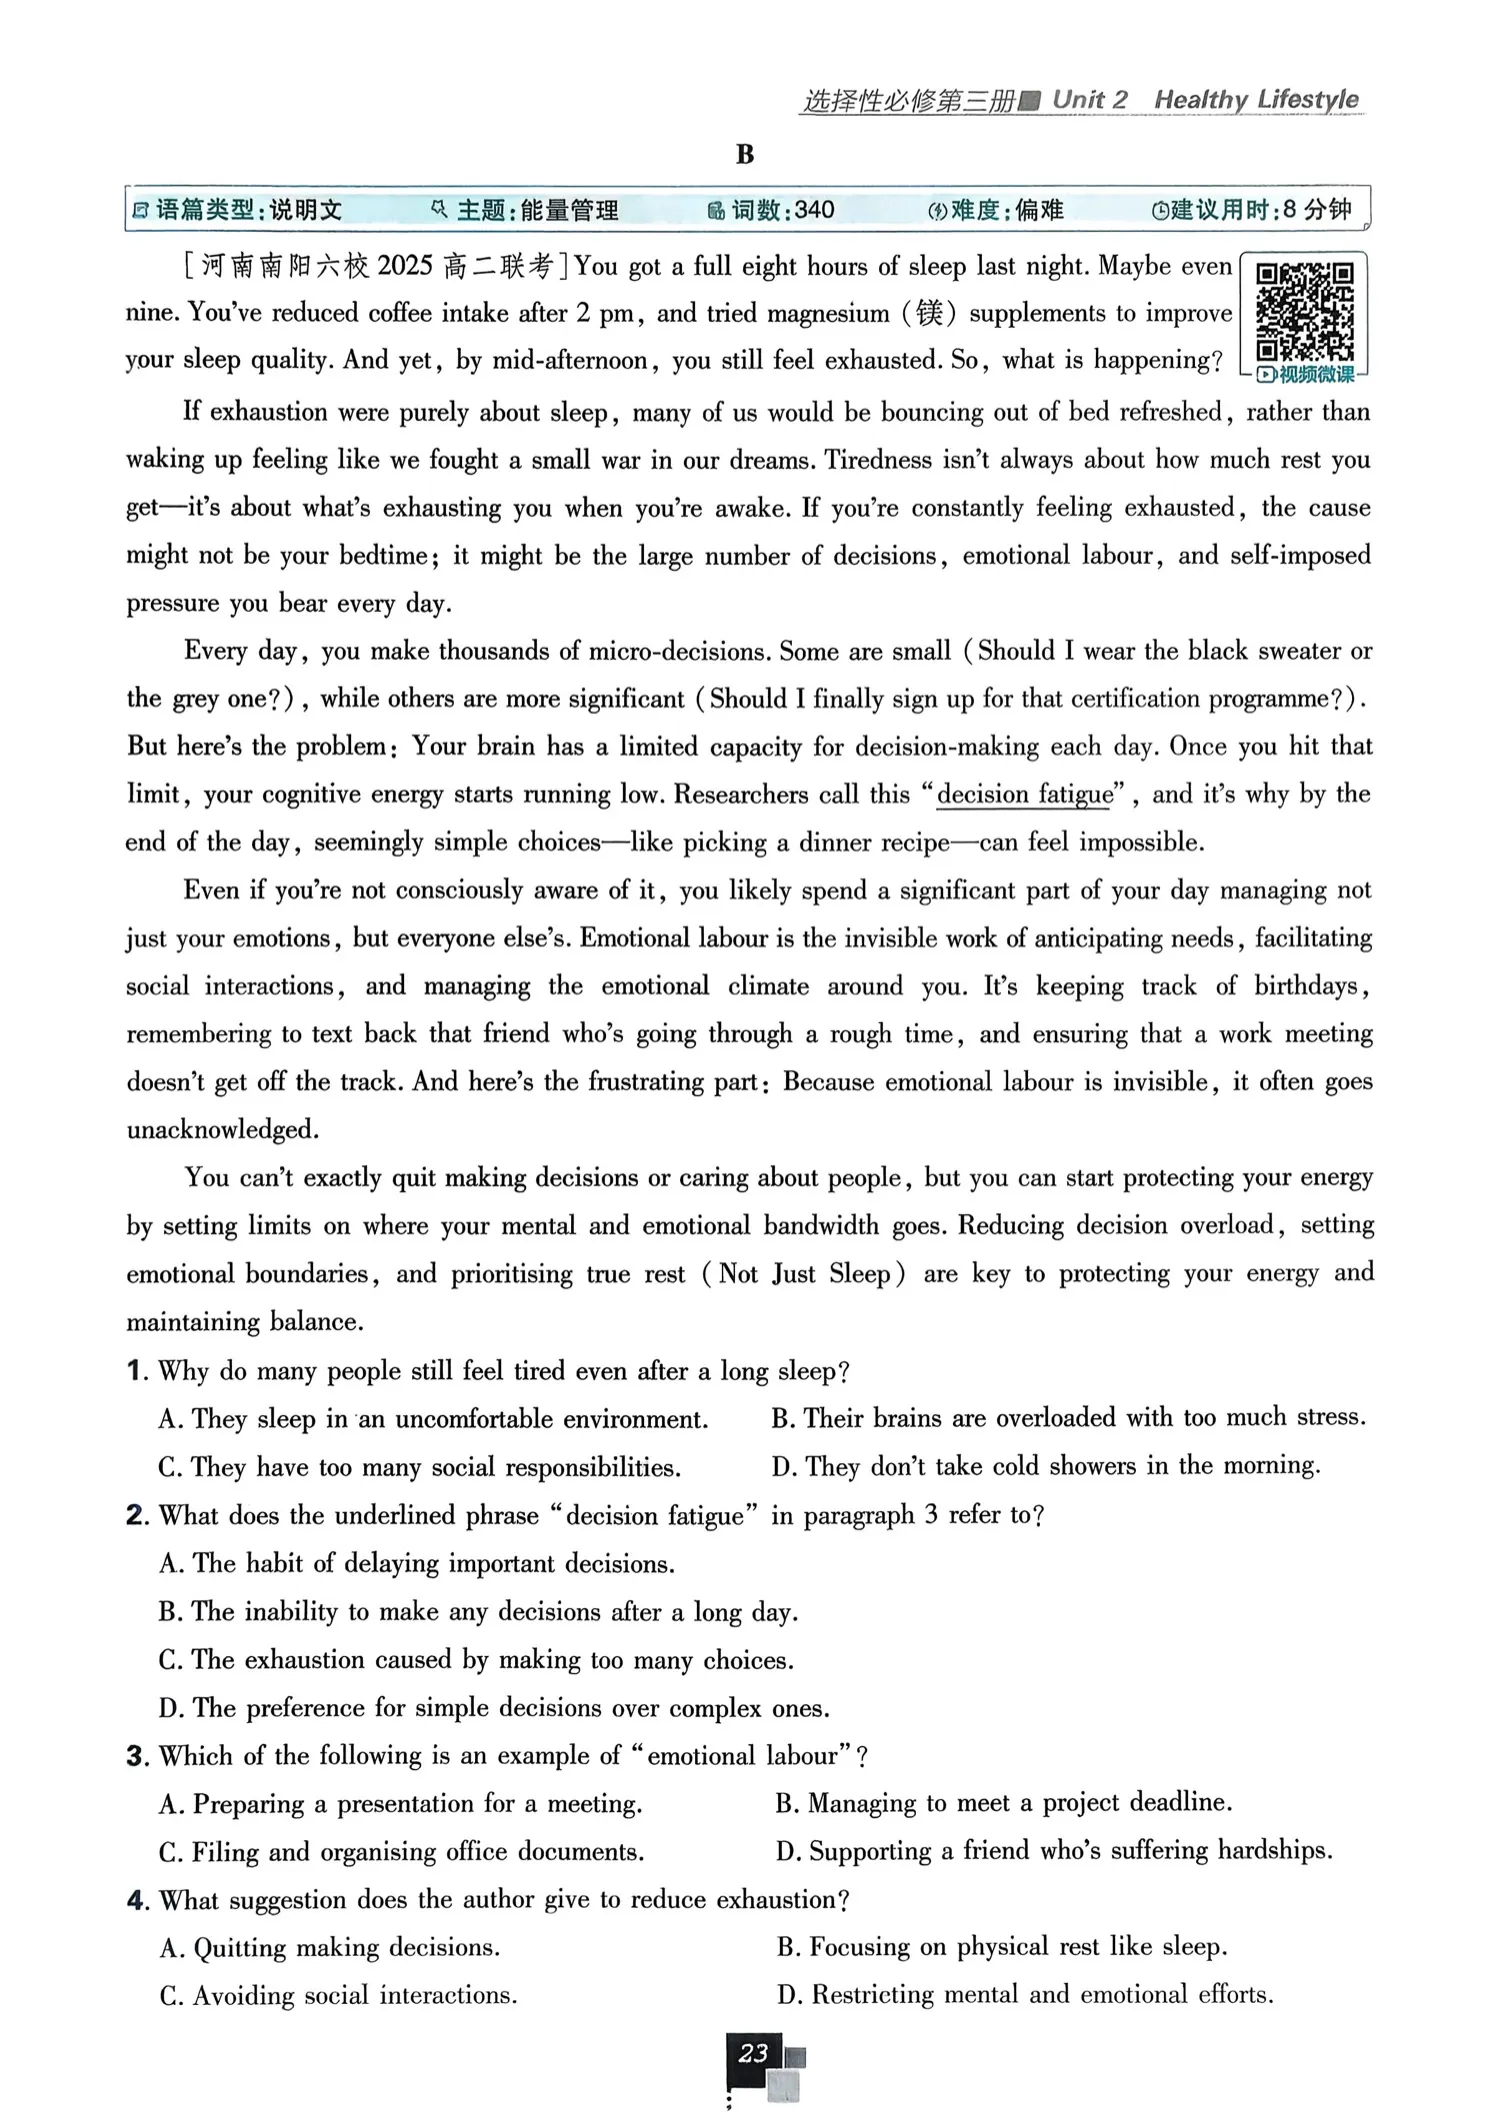 选择性必修第三册 Unit 2 Healthy Lifestyle
B
语篇类型:说明文 主题:能量管理 词数:340 难度:偏难 建议用时:8 分钟
[河南南阳六校 2025 高二联考]You got a full eight hours of sleep last night. Maybe even
nine. You've reduced coffee intake after 2 pm, and tried magnesium (镁) supplements to improve
your sleep quality. And yet, by mid-afternoon, you still feel exhausted. So, what is happening?
视频微课
If exhaustion were purely about sleep, many of us would be bouncing out of bed refreshed, rather than
waking up feeling like we fought a small war in our dreams. Tiredness isn't always about how much rest you
get—it's about what's exhausting you when you're awake. If you're constantly feeling exhausted, the cause
might not be your bedtime; it might be the large number of decisions, emotional labour, and self-imposed
pressure you bear every day.
Every day, you make thousands of micro-decisions. Some are small (Should I wear the black sweater or
the grey one?), while others are more significant (Should I finally sign up for that certification programme?).
But here's the problem: Your brain has a limited capacity for decision-making each day. Once you hit that
limit, your cognitive energy starts running low. Researchers call this "decision fatigue", and it's why by the
end of the day, seemingly simple choices—like picking a dinner recipe—can feel impossible.
Even if you're not consciously aware of it, you likely spend a significant part of your day managing not
just your emotions, but everyone else's. Emotional labour is the invisible work of anticipating needs, facilitating
social interactions, and managing the emotional climate around you. It's keeping track of birthdays,
remembering to text back that friend who's going through a rough time, and ensuring that a work meeting
doesn't get off the track. And here's the frustrating part: Because emotional labour is invisible, it often goes
unacknowledged.
You can't exactly quit making decisions or caring about people, but you can start protecting your energy
by setting limits on where your mental and emotional bandwidth goes. Reducing decision overload, setting
emotional boundaries, and prioritising true rest (Not Just Sleep) are key to protecting your energy and
maintaining balance.
1. Why do many people still feel tired even after a long sleep?
A. They sleep in an uncomfortable environment. B. Their brains are overloaded with too much stress.
C. They have too many social responsibilities. D. They don't take cold showers in the morning.
2. What does the underlined phrase "decision fatigue" in paragraph 3 refer to?
A. The habit of delaying important decisions.
B. The inability to make any decisions after a long day.
C. The exhaustion caused by making too many choices.
D. The preference for simple decisions over complex ones.
3. Which of the following is an example of "emotional labour"?
A. Preparing a presentation for a meeting. B. Managing to meet a project deadline.
C. Filing and organising office documents. D. Supporting a friend who's suffering hardships.
4. What suggestion does the author give to reduce exhaustion?
A. Quitting making decisions. B. Focusing on physical rest like sleep.
C. Avoiding social interactions. D. Restricting mental and emotional efforts.
23